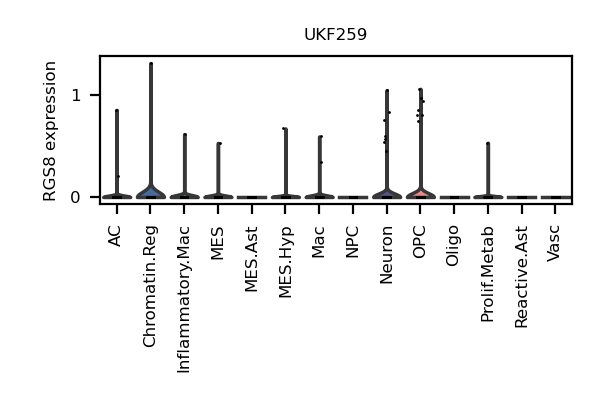 UKF259
RGS8 expression
1
0
AC
Chromatin.Reg
Inflammatory.Mac
MES
MES.Ast
MES.Hyp
Mac
NPC
Neuron
OPC
Oligo
Prolif.Metab
Reactive.Ast
Vasc